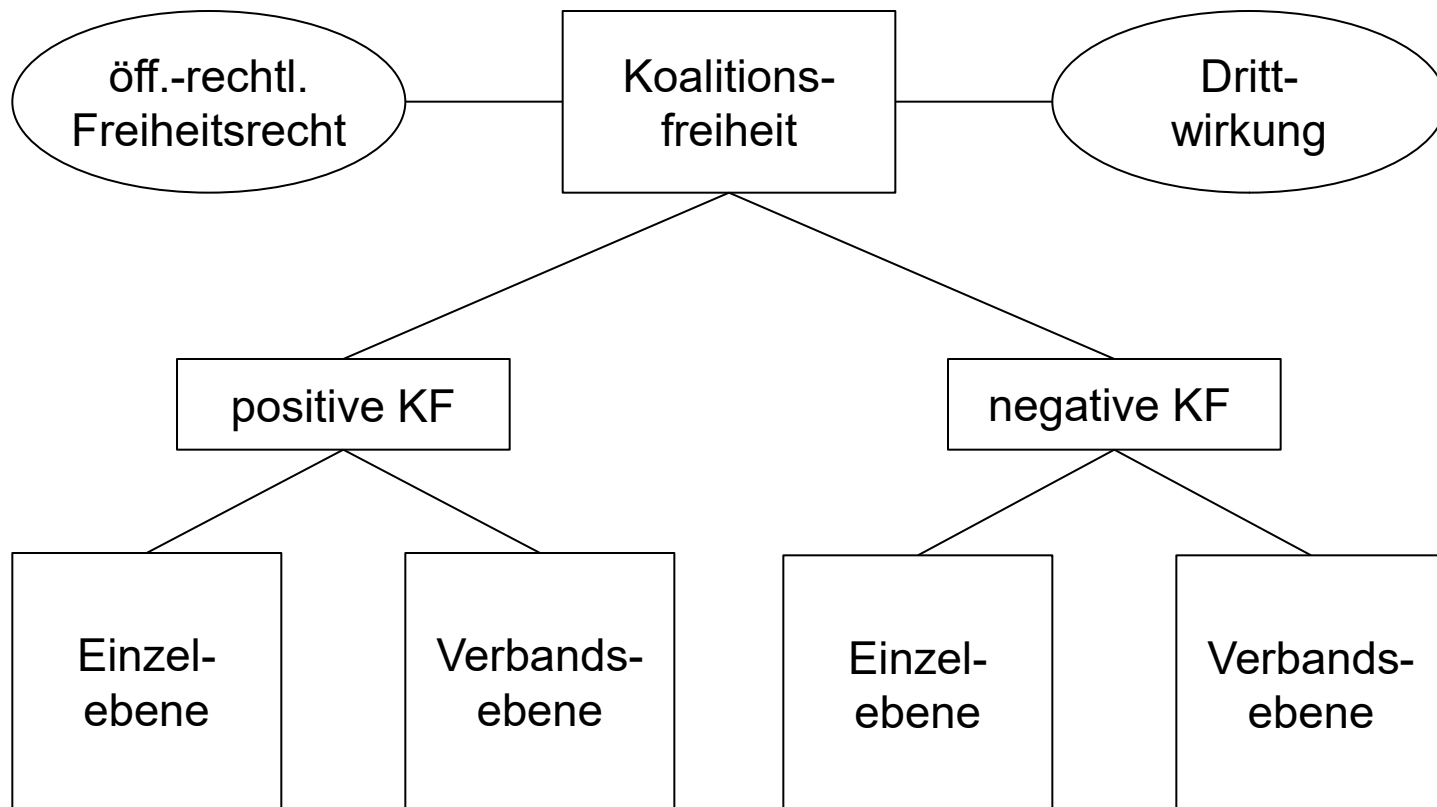 öff.-rechtl.
Freiheitsrecht
Koalitions-
freiheit
Dritt-
wirkung
positive KF
negative KF
Einzel-
ebene
Verbands-
ebene
Einzel-
ebene
Verbands-
ebene